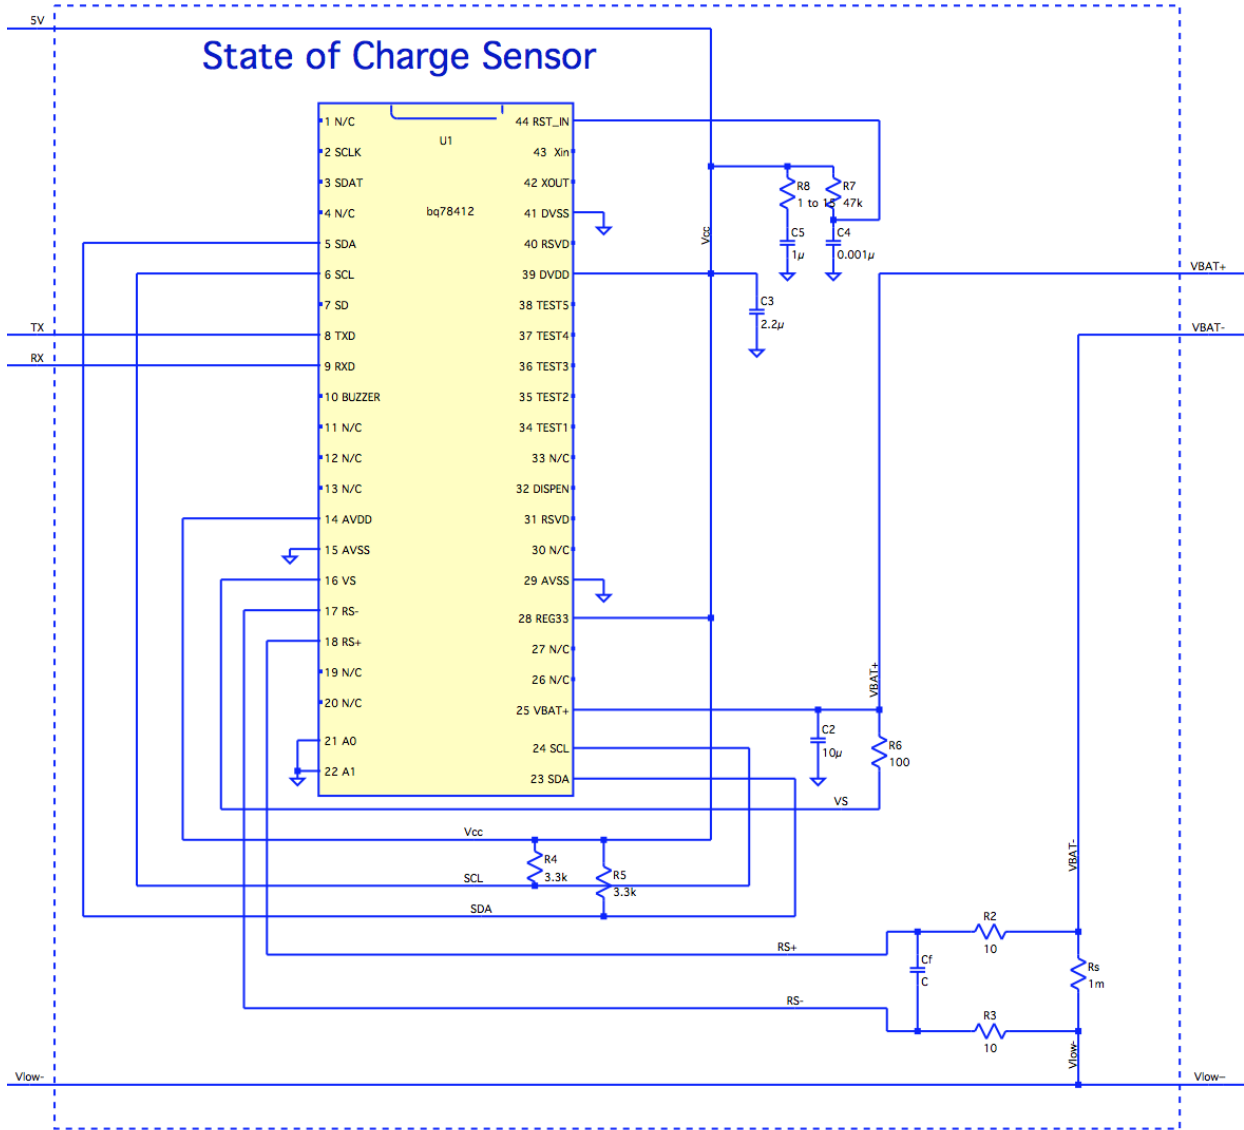 5V
State of Charge Sensor
1 N/C
44 RST_IN
U1
2 SCLK
43 Xin
3 SDAT
42 XOUT
R8
R7
1 to 15
47k
4 N/C
bq78412
41 DVSS
5 SDA
40 RSVD
Vcc
C5
C4
1µ
0.001µ
6 SCL
39 DVDD
VBAT+
7 SD
38 TEST5
C3
2.2µ
TX
8 TXD
37 TEST4
VBAT-
RX
9 RXD
36 TEST3
10 BUZZER
35 TEST2
11 N/C
34 TEST1
12 N/C
33 N/C
13 N/C
32 DISPEN
14 AVDD
31 RSVD
15 AVSS
30 N/C
16 VS
29 AVSS
17 RS-
28 REG33
18 RS+
27 N/C
19 N/C
26 N/C
VBAT+
20 N/C
25 VBAT+
C2
10µ
21 A0
24 SCL
R6
100
22 A1
23 SDA
VS
Vcc
R4
3.3k
VBAT-
SCL
R5
3.3k
SDA
R2
10
RS+
Cf
C
Rs
1m
RS-
R3
10
Vlow-
Vlow-
Vlow-